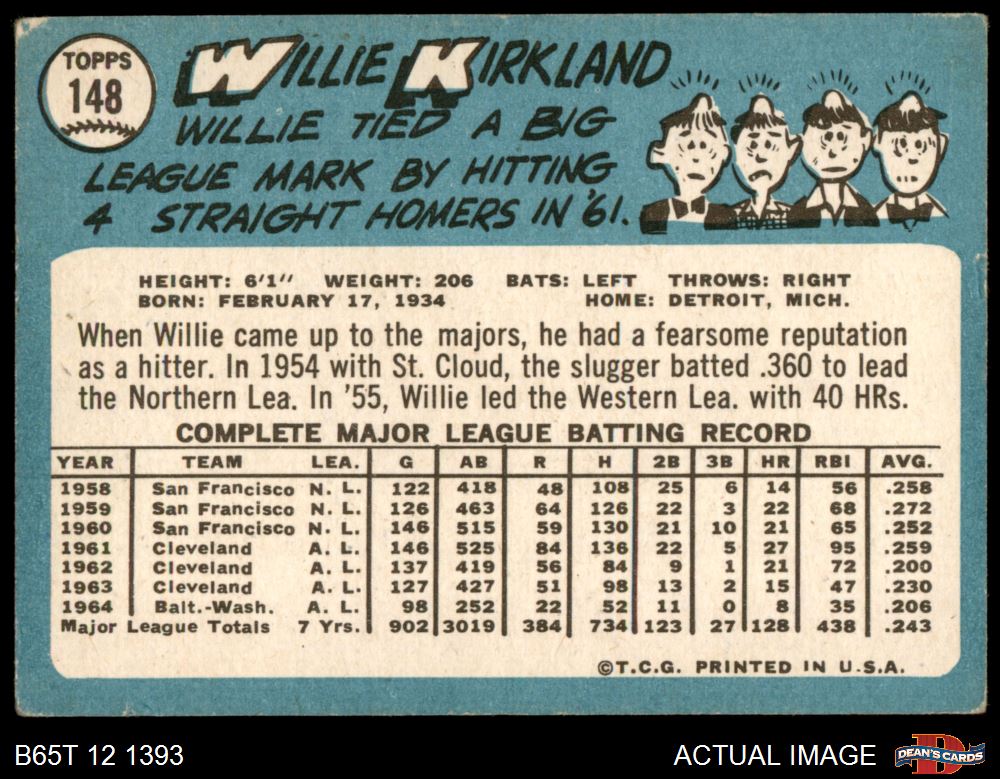 TOPPS
148
WILLIE KIRKLAND
WILLIE TIED A BIG
LEAGUE MARK BY HITTING
4 STRAIGHT HOMERS IN '61.
HEIGHT: 6'1" WEIGHT: 206 BATS: LEFT THROWS: RIGHT
BORN: FEBRUARY 17, 1934 HOME: DETROIT, MICH.
When Willie came up to the majors, he had a fearsome reputation
as a hitter. In 1954 with St. Cloud, the slugger batted .360 to lead
the Northern Lea. In '55, Willie led the Western Lea. with 40 HRs.
COMPLETE MAJOR LEAGUE BATTING RECORD
YEAR TEAM LEA. G AB R H 2B 3B HR RBI AVG.
1958 San Francisco N. L. 122 418 48 108 25 6 14 56 .258
1959 San Francisco N. L. 126 463 64 126 22 3 22 68 .272
1960 San Francisco N. L. 146 515 59 130 21 10 21 65 .252
1961 Cleveland A. L. 146 525 84 136 22 5 27 95 .259
1962 Cleveland A. L. 137 419 56 84 9 1 21 72 .200
1963 Cleveland A. L. 127 427 51 98 13 2 15 47 .230
1964 Balt.-Wash. A. L. 98 252 22 52 11 0 8 35 .206
Major League Totals 7 Yrs. 902 3019 384 734 123 27 128 438 .243
©T.C.G. PRINTED IN U.S.A.
B65T 12 1393
ACTUAL IMAGE
DEAN'S CARDS